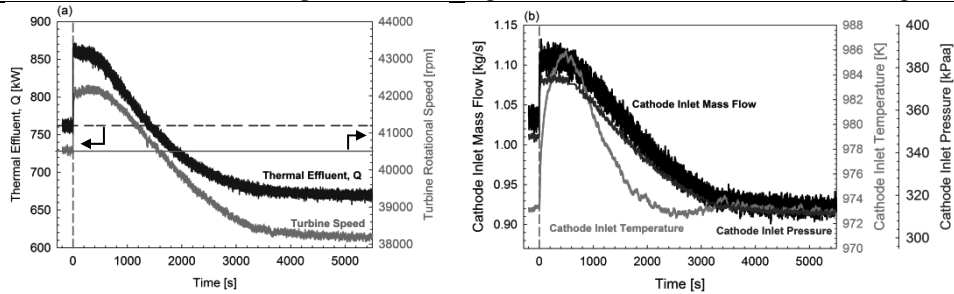 (a)
900
850
800
750
700
650
600
Thermal Effluent, Q [kW]
44000
43000
42000
41000
40000
39000
38000
Turbine Rotational Speed [rpm]
Thermal Effluent, Q
Turbine Speed
0 1000 2000 3000 4000 5000
Time [s]
(b)
1.15
1.10
1.05
1.00
0.95
0.90
Cathode Inlet Mass Flow [kg/s]
988
986
984
982
980
979
978
976
974
972
970
Cathode Inlet Temperature [K]
400
380
360
340
320
300
Cathode Inlet Pressure [kPaa]
Cathode Inlet Mass Flow
Cathode Inlet Temperature
Cathode Inlet Pressure
0 1000 2000 3000 4000 5000
Time [s]